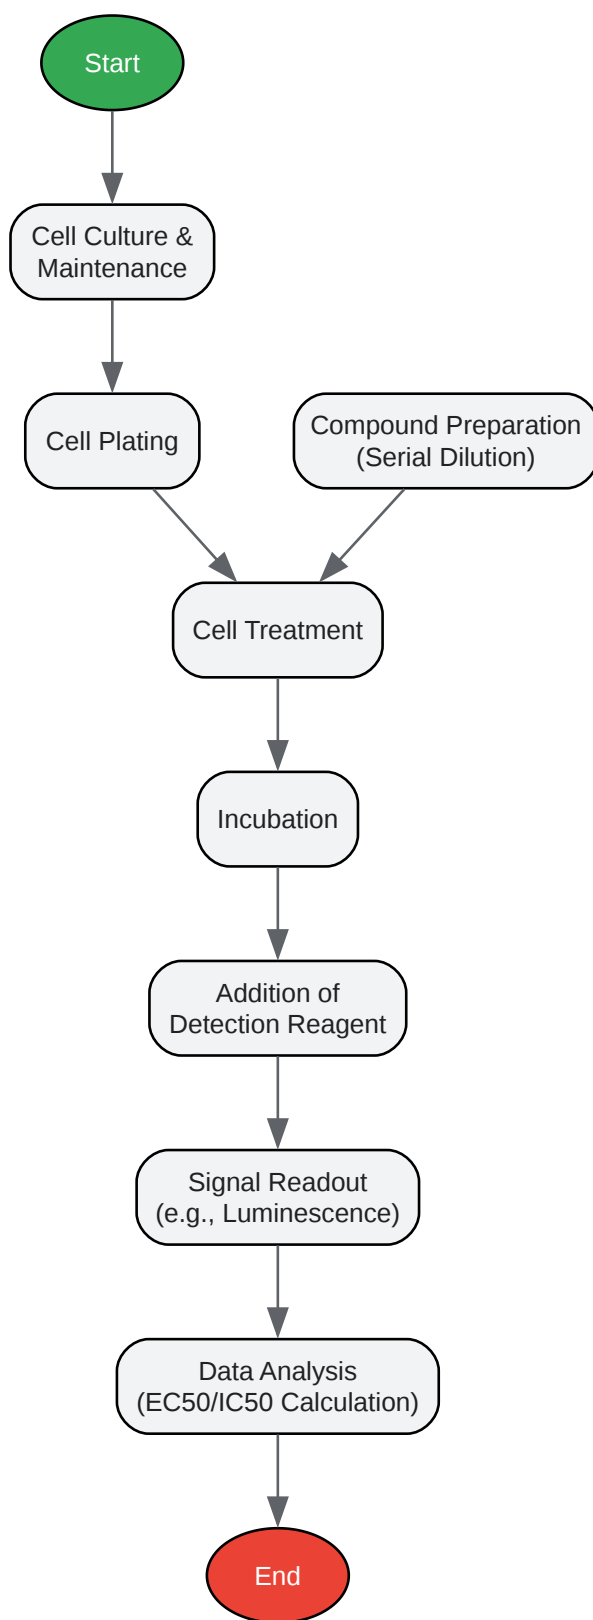 Start
Cell Culture &
Maintenance
Cell Plating
Compound Preparation
(Serial Dilution)
Cell Treatment
Incubation
Addition of
Detection Reagent
Signal Readout
(e.g., Luminescence)
Data Analysis
(EC50/IC50 Calculation)
End